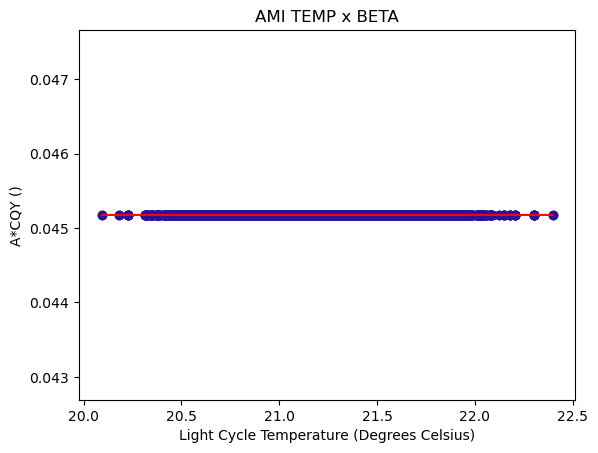 AMI TEMP x BETA
0.047
0.046
0.045
0.044
0.043
A*CQY ()
20.0 20.5 21.0 21.5 22.0 22.5
Light Cycle Temperature (Degrees Celsius)